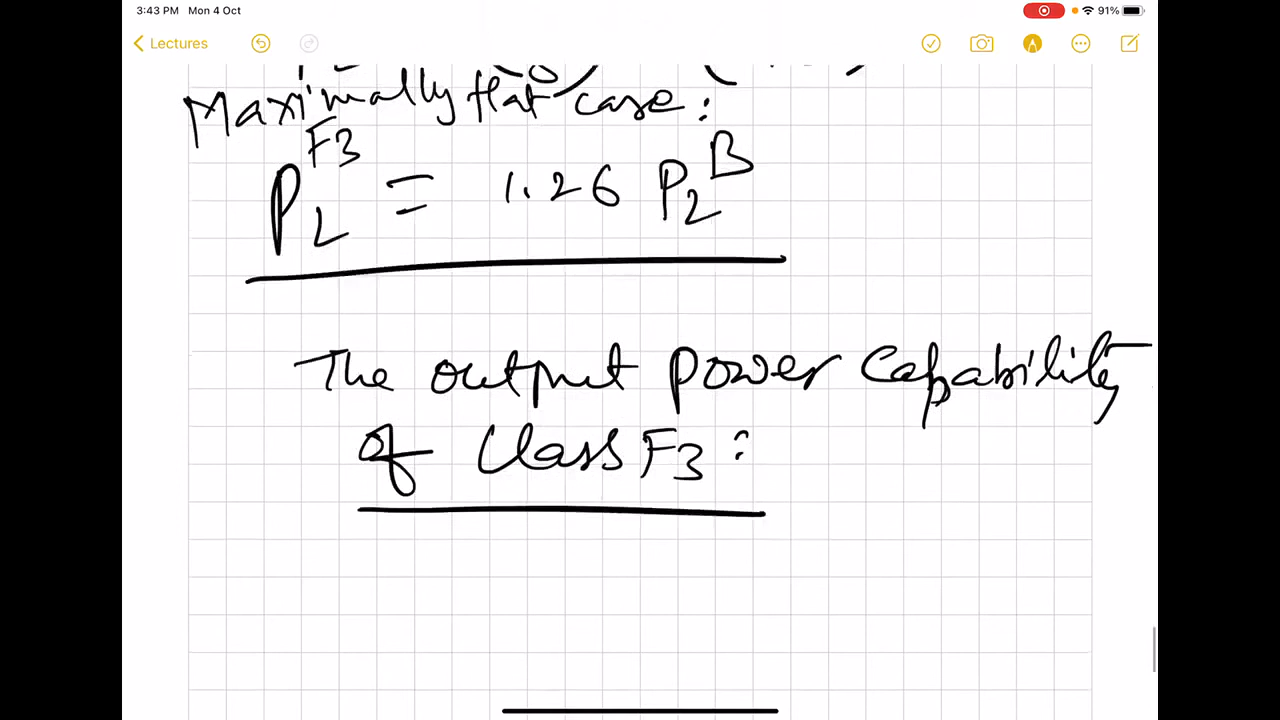 3:43 PM Mon 4 Oct
91%
Lectures
Maximally flat case:
P_L^F3 = 1.26 P_2^B
The output power capability
of Class F3: